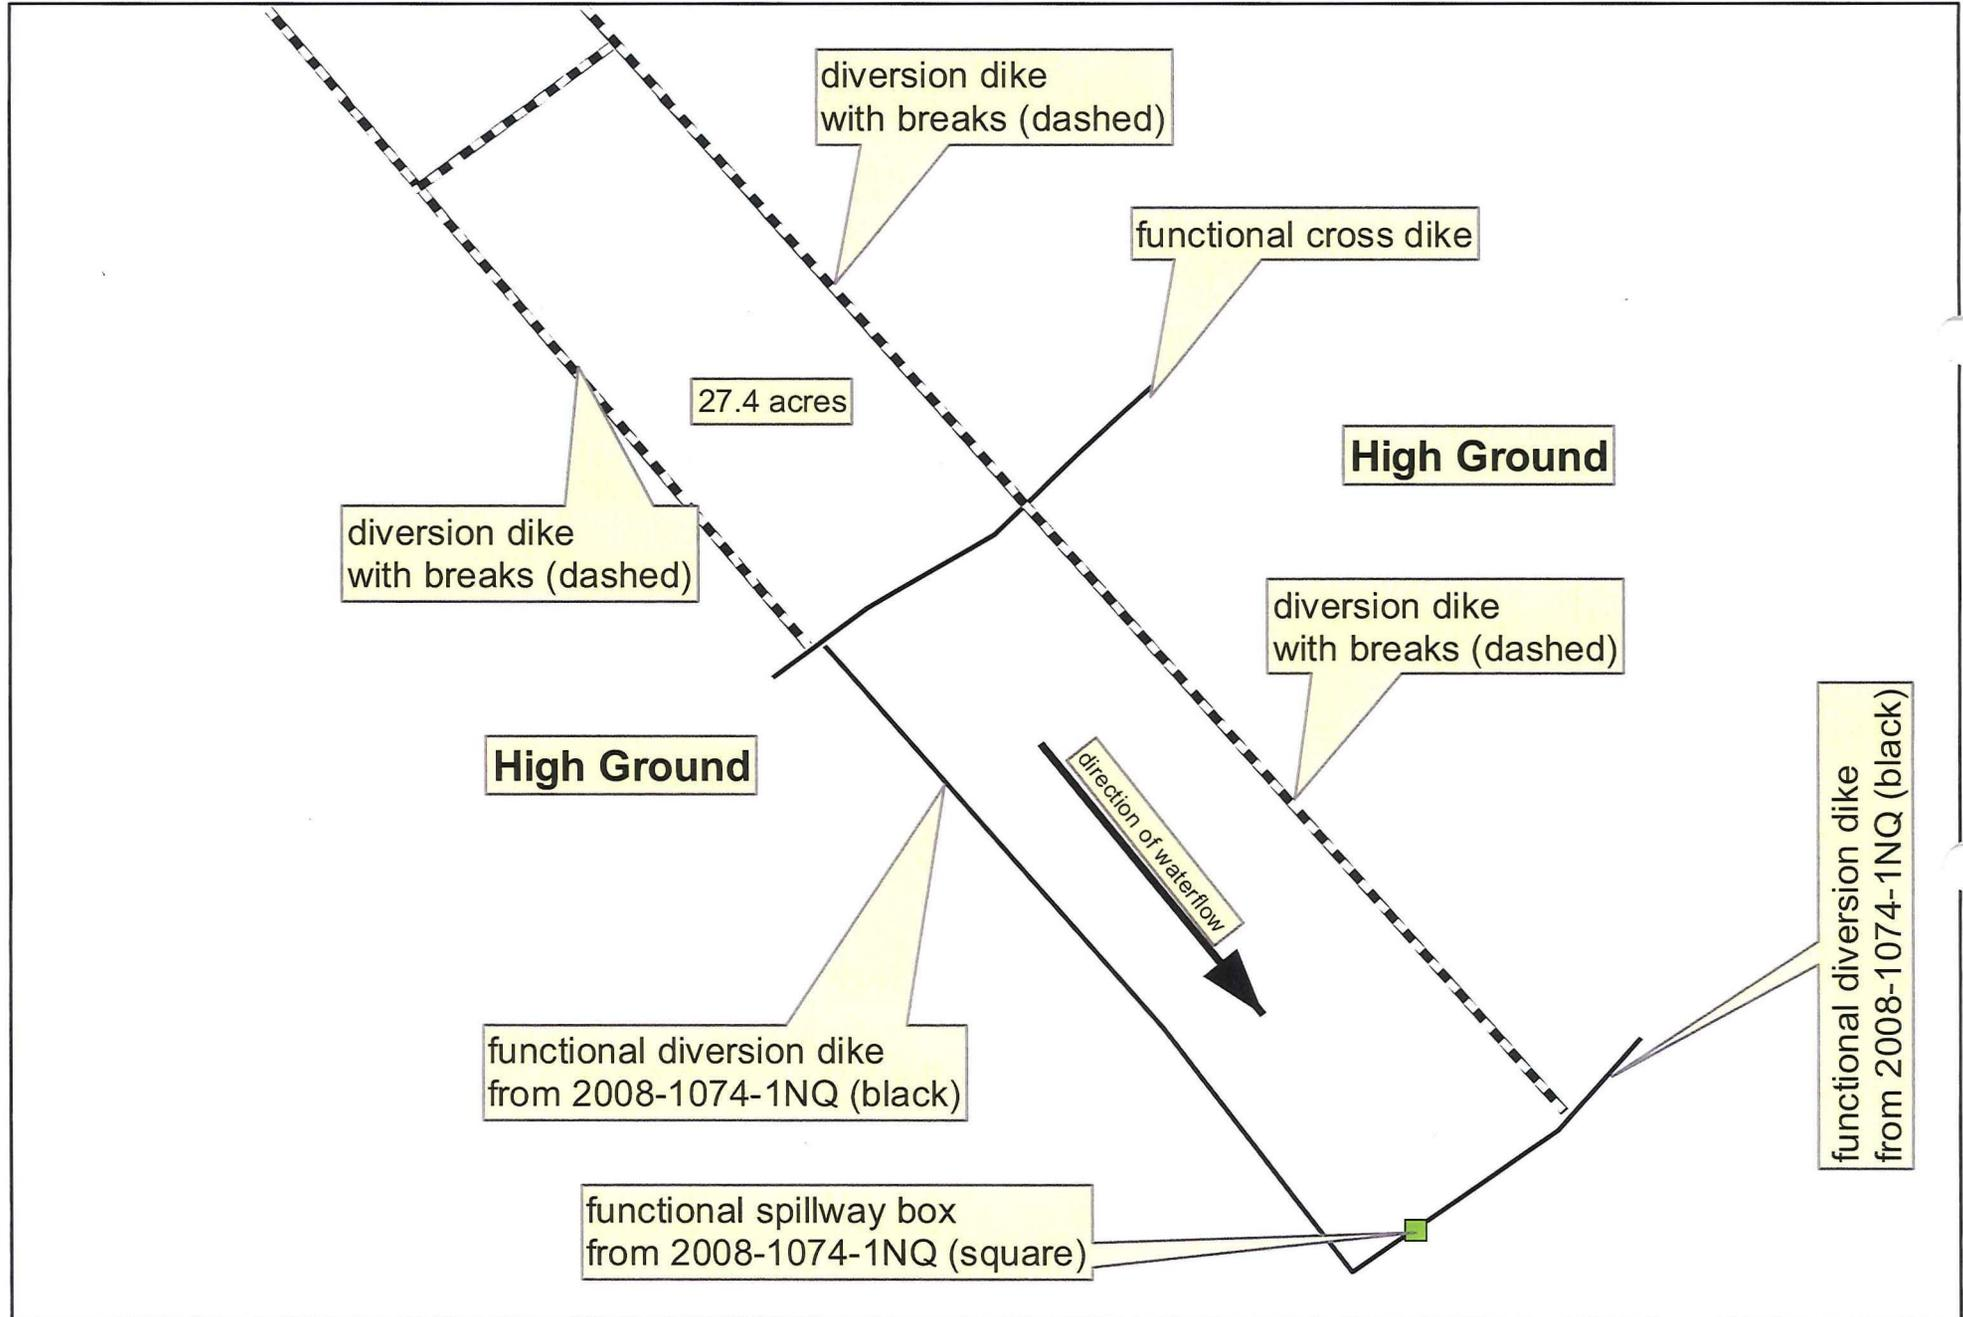 diversion dike
with breaks (dashed)
functional cross dike
27.4 acres
High Ground
diversion dike
with breaks (dashed)
diversion dike
with breaks (dashed)
High Ground
direction of waterflow
functional diversion dike
from 2008-1074-1NQ (black)
functional diversion dike
from 2008-1074-1NQ (black)
functional spillway box
from 2008-1074-1NQ (square)